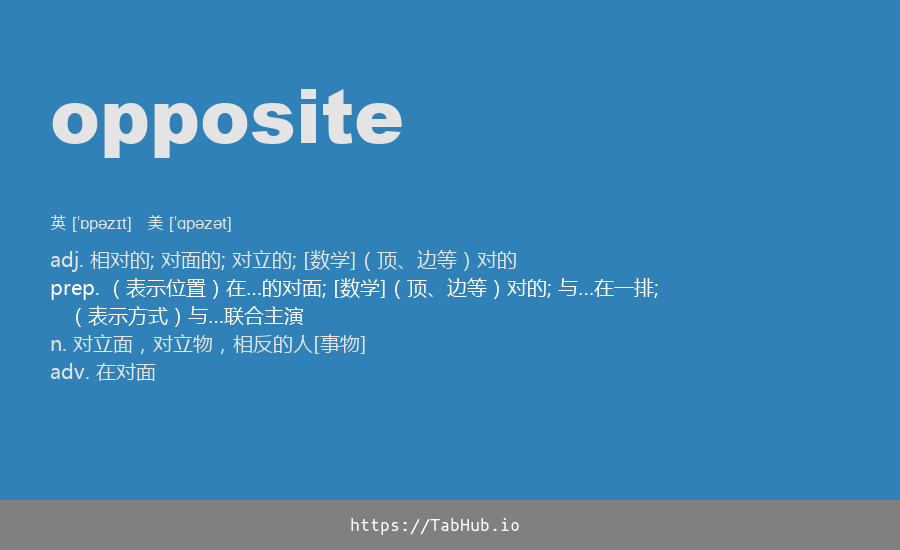 opposite
英 [ˈɒpəzɪt] 美 [ˈɑpəzət]
adj. 相对的; 对面的; 对立的; [数学]（顶、边等）对的
prep. （表示位置）在…的对面; [数学]（顶、边等）对的; 与…在一排;
（表示方式）与…联合主演
n. 对立面，对立物，相反的人[事物]
adv. 在对面
https://TabHub.io